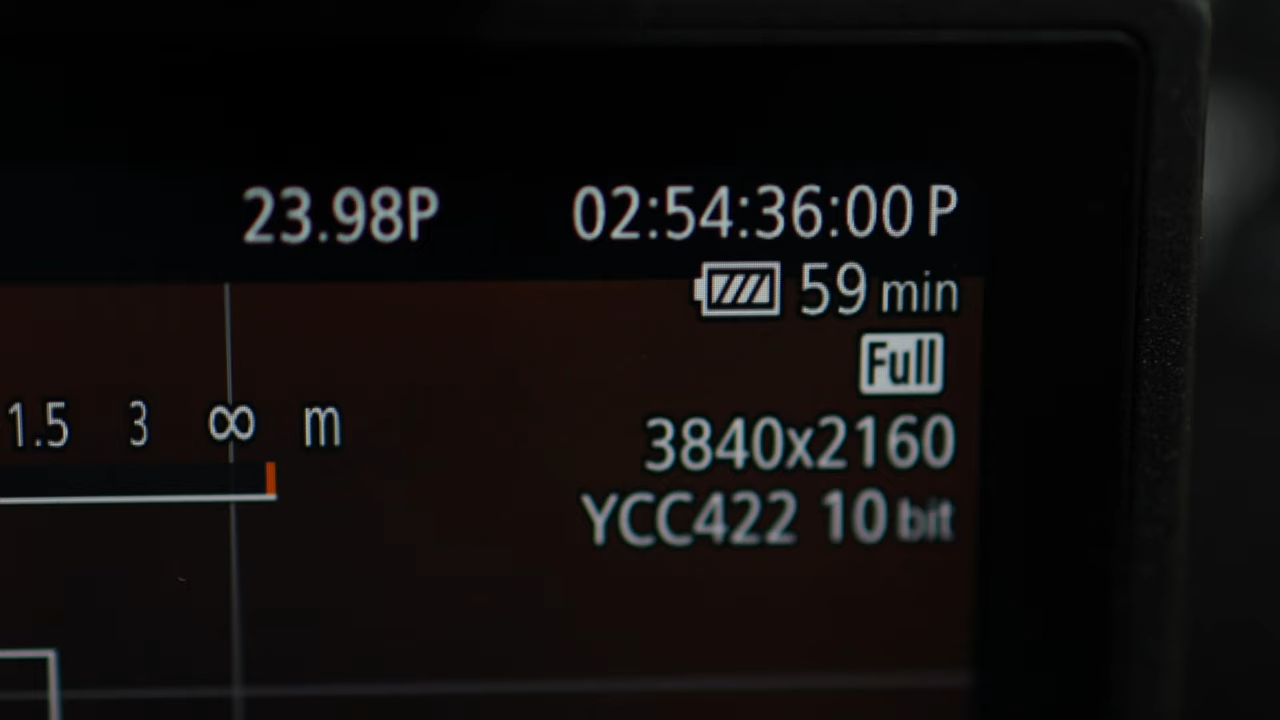 23.98P 02:54:36:00 P
59 min
Full
1.5 3 ∞ m
3840x2160
YCC422 10 bit